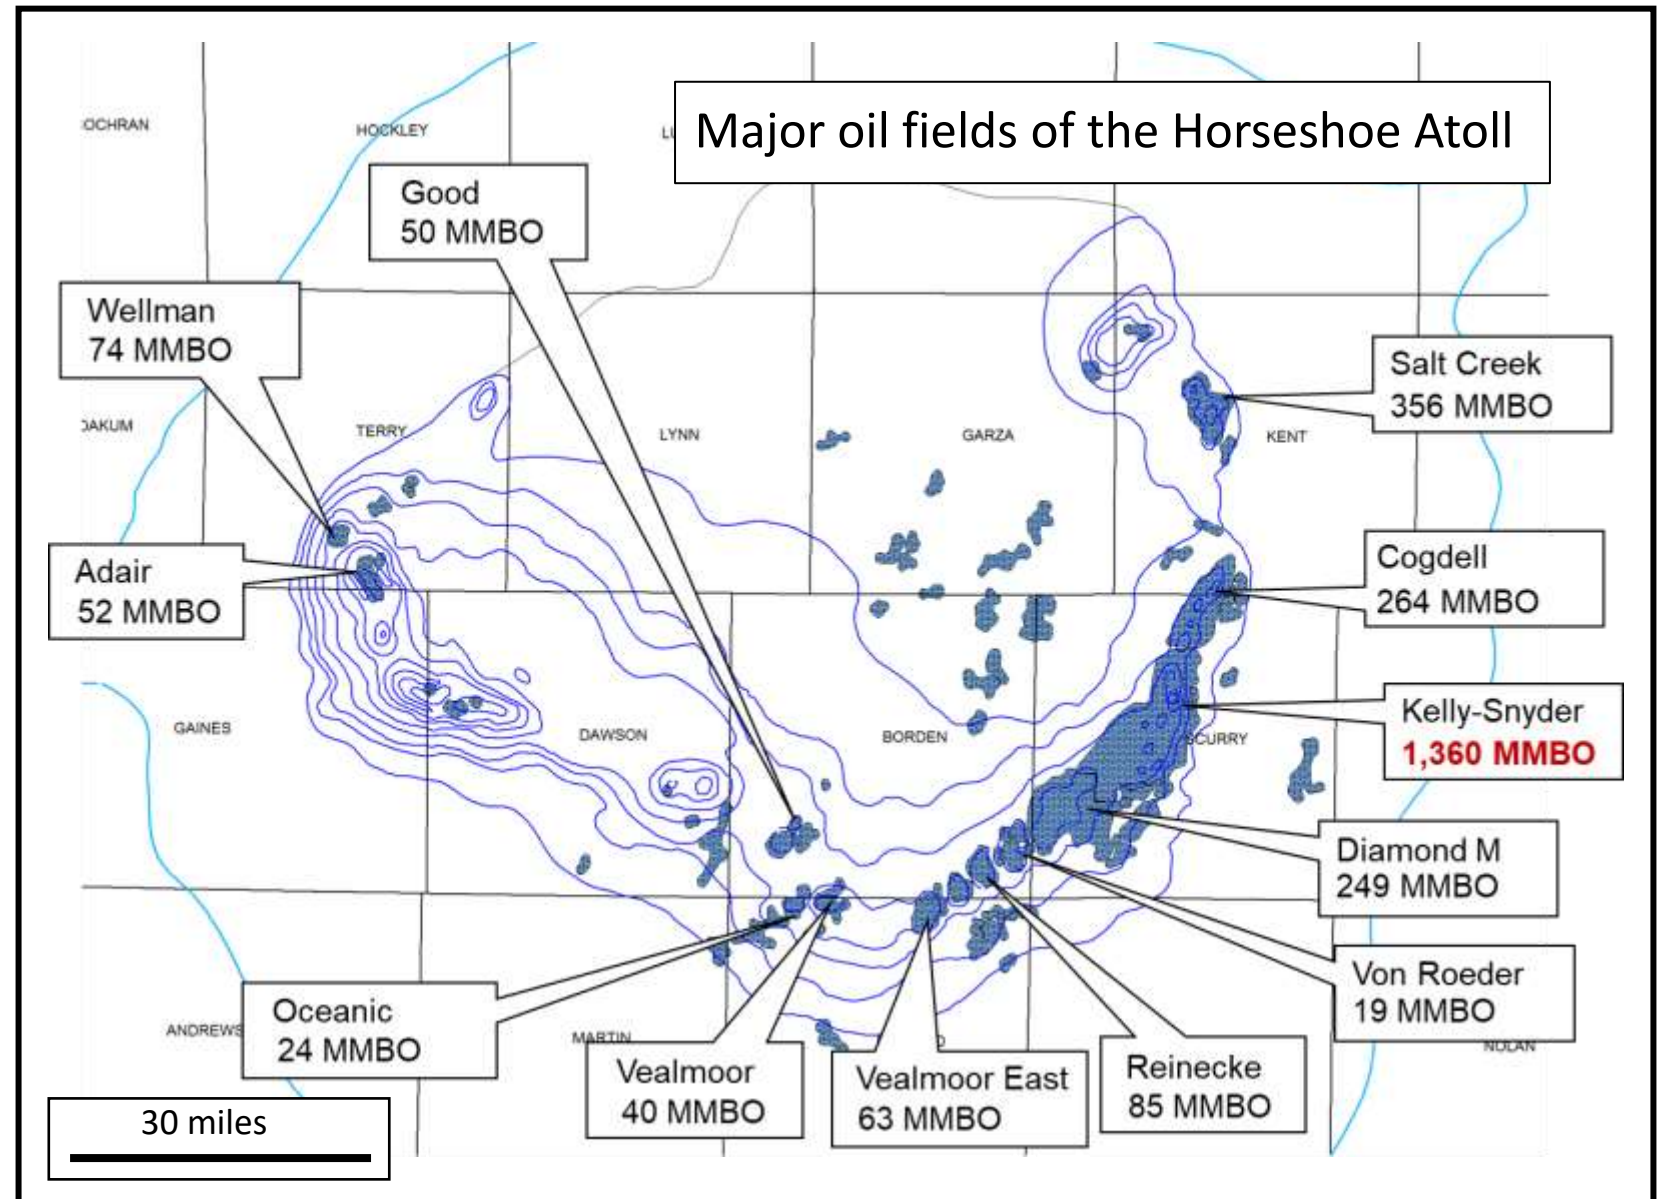 Major oil fields of the Horseshoe Atoll
OCHRAN
HOCKLEY
Good
50 MMBO
Wellman
74 MMBO
Salt Creek
356 MMBO
OAKUM
TERRY
LYNN
GARZA
KENT
Adair
52 MMBO
Cogdell
264 MMBO
Kelly-Snyder
1,360 MMBO
GAINES
DAWSON
BORDEN
SCURRY
Diamond M
249 MMBO
Von Roeder
19 MMBO
Oceanic
24 MMBO
ANDREWS
MARTIN
NOLAN
Vealmoor
40 MMBO
Vealmoor East
63 MMBO
Reinecke
85 MMBO
30 miles